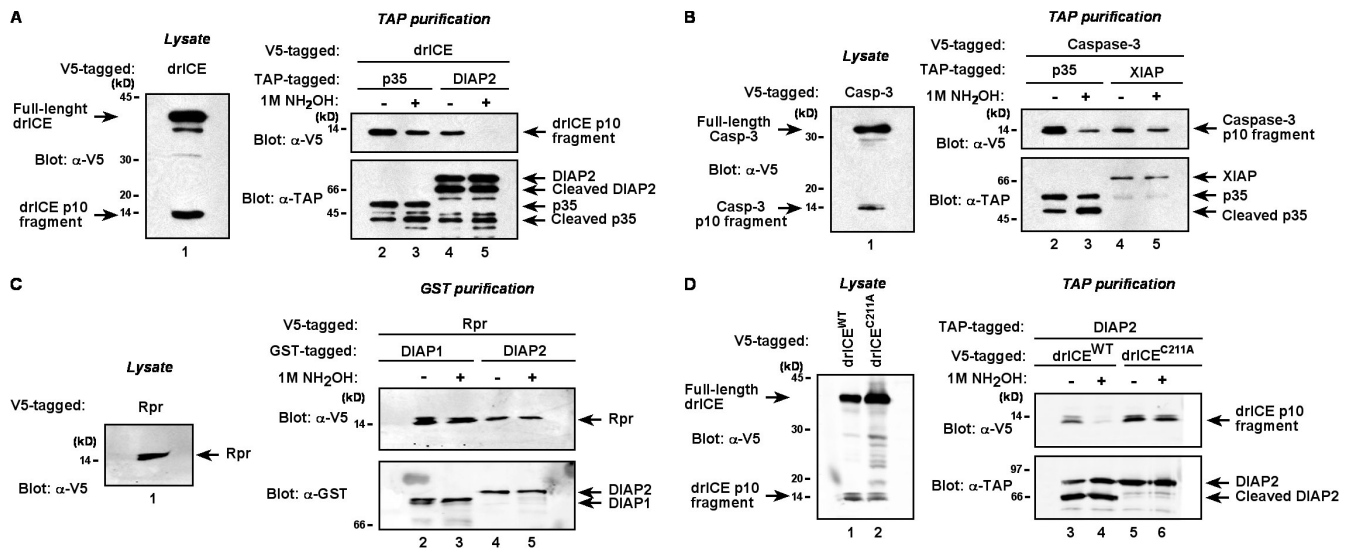 A
Lysate
V5-tagged: drICE
(kD)
45
Full-lenght
drICE
Blot: α-V5
30
20
drICE p10
fragment
14
1
TAP purification
V5-tagged: drICE
TAP-tagged: p35 DIAP2
1M NH2OH: - + - +
(kD)
14
Blot: α-V5
drICE p10
fragment
Blot: α-TAP
66
45
DIAP2
Cleaved DIAP2
p35
Cleaved p35
2 3 4 5
B
Lysate
V5-tagged: Casp-3
(kD)
Full-length
Casp-3
30
Blot: α-V5
20
Casp-3
p10 fragment
14
1
TAP purification
V5-tagged: Caspase-3
TAP-tagged: p35 XIAP
1M NH2OH: - + - +
(kD)
14
Blot: α-V5
Caspase-3
p10 fragment
66
Blot: α-TAP
45
XIAP
p35
Cleaved p35
2 3 4 5
C
Lysate
V5-tagged: Rpr
(kD)
14
Rpr
Blot: α-V5
1
GST purification
V5-tagged: Rpr
GST-tagged: DIAP1 DIAP2
1M NH2OH: - + - +
(kD)
Blot: α-V5
14
Rpr
Blot: α-GST
DIAP2
DIAP1
66
2 3 4 5
D
Lysate
V5-tagged: drICEWT drICEC211A
(kD)
45
Full-length
drICE
Blot: α-V5
30
20
drICE p10
fragment
14
1 2
TAP purification
TAP-tagged: DIAP2
V5-tagged: drICEWT drICEC211A
1M NH2OH: - + - +
(kD)
14
Blot: α-V5
drICE p10
fragment
97
Blot: α-TAP
66
DIAP2
Cleaved DIAP2
3 4 5 6